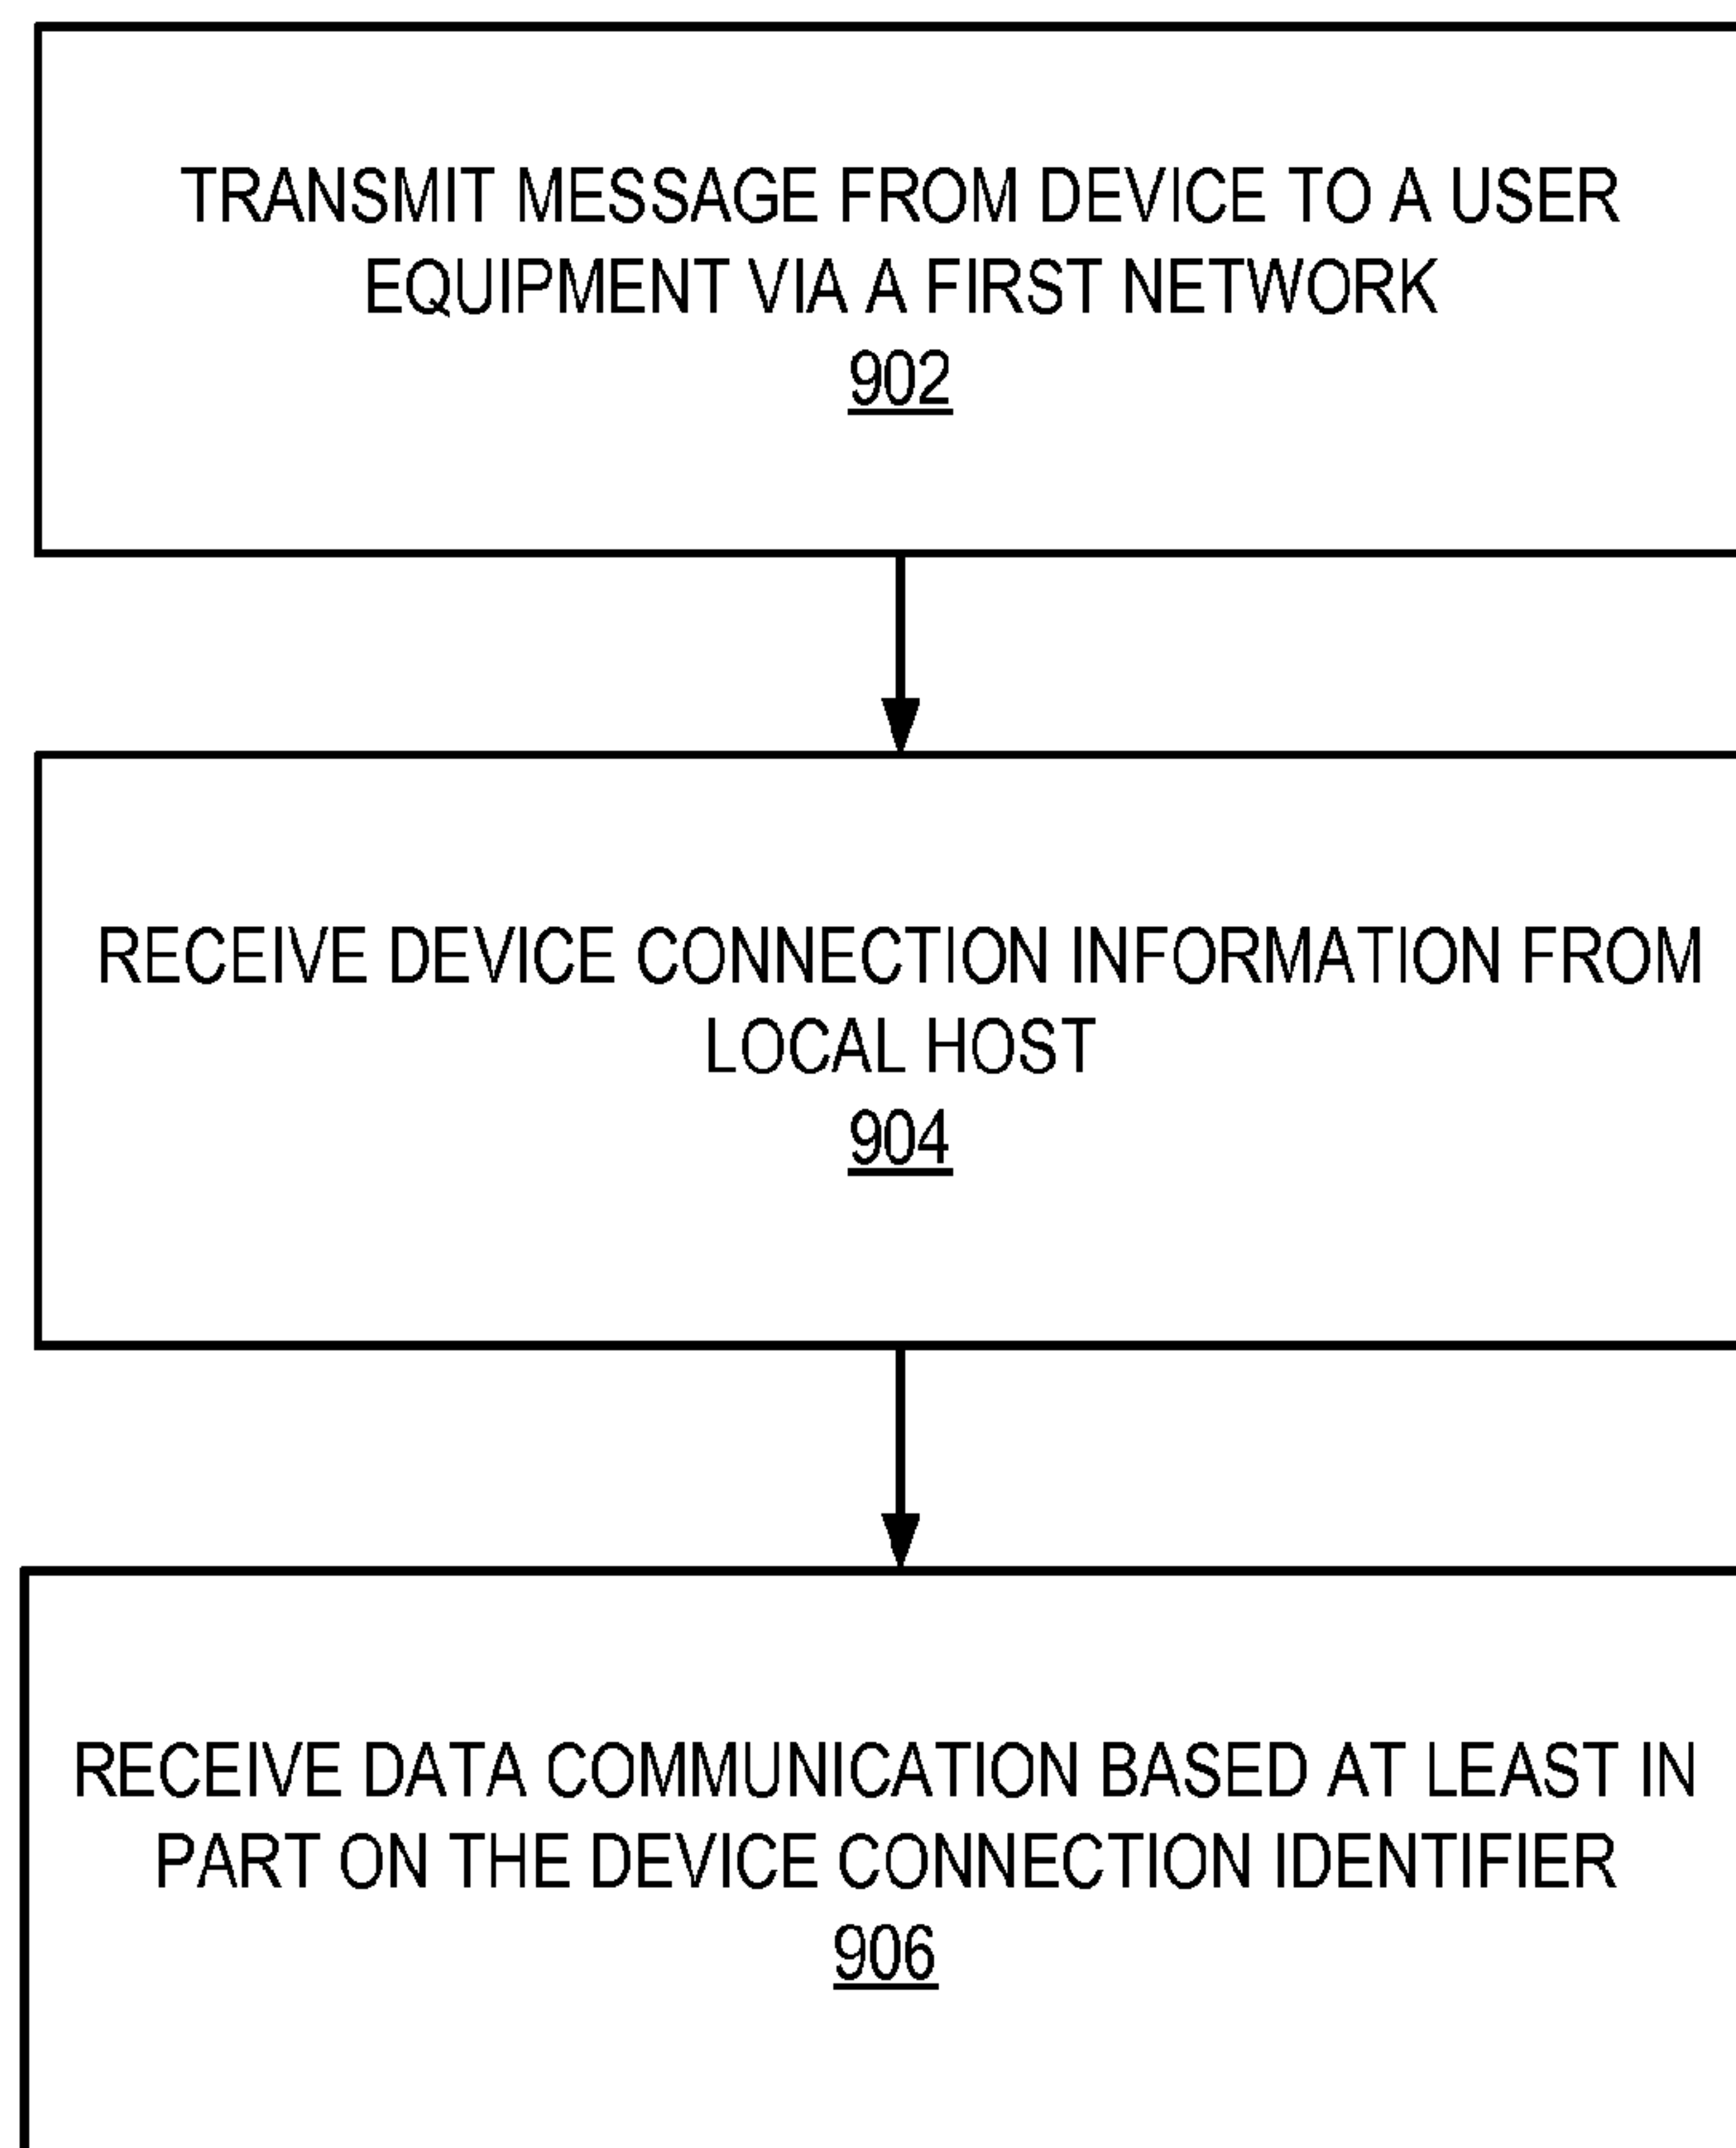 TRANSMIT MESSAGE FROM DEVICE TO A USER
EQUIPMENT VIA A FIRST NETWORK
902
RECEIVE DEVICE CONNECTION INFORMATION FROM
LOCAL HOST
904
RECEIVE DATA COMMUNICATION BASED AT LEAST IN
PART ON THE DEVICE CONNECTION IDENTIFIER
906